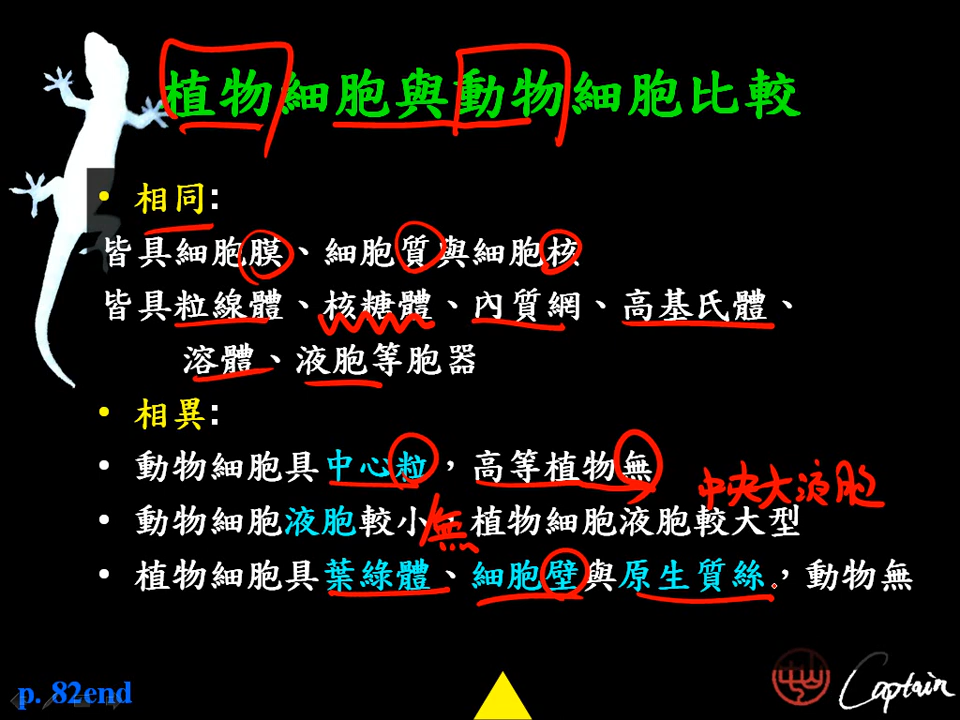 植物細胞與動物細胞比較
• 相同:
皆具細胞膜、細胞質與細胞核
皆具粒線體、核糖體、內質網、高基氏體、
溶體、液胞等胞器
• 相異:
• 動物細胞具中心粒，高等植物無
中央大液胞
• 動物細胞液胞較小 無 植物細胞液胞較大型
• 植物細胞具葉綠體、細胞壁與原生質絲，動物無
p. 82end
Captain